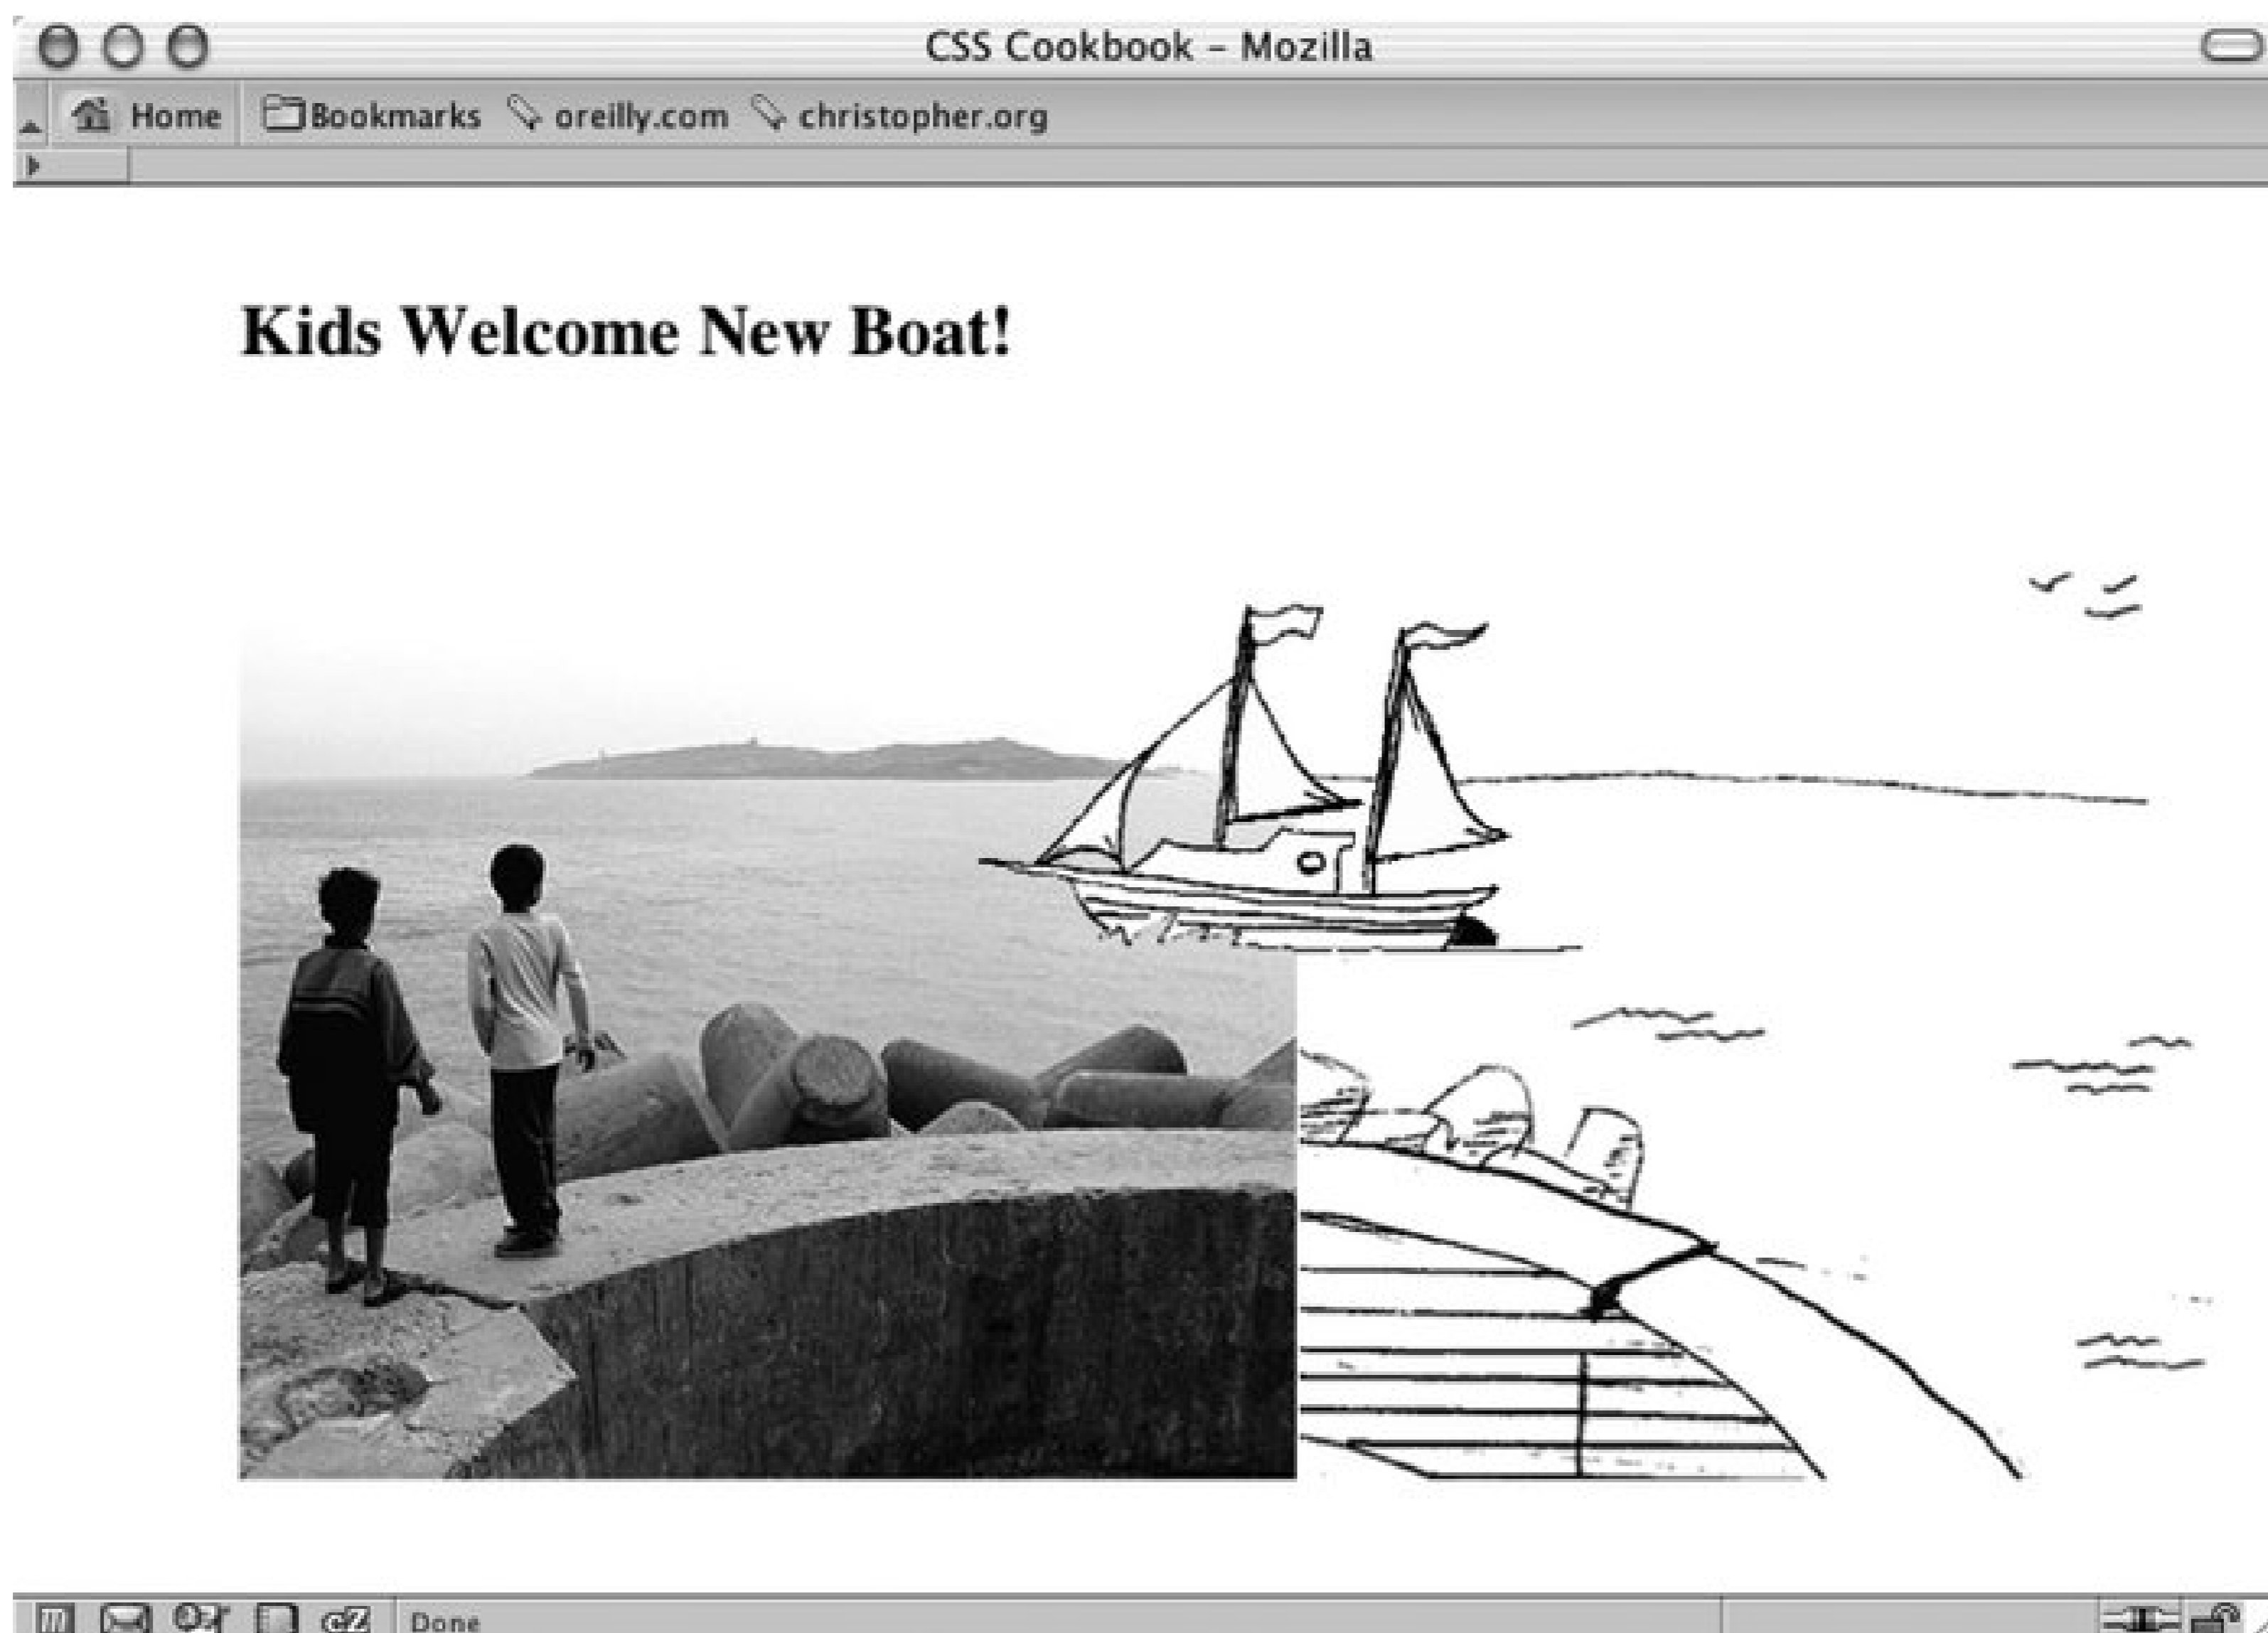 CSS Cookbook – Mozilla
Home Bookmarks oreilly.com christopher.org
Kids Welcome New Boat!
Done